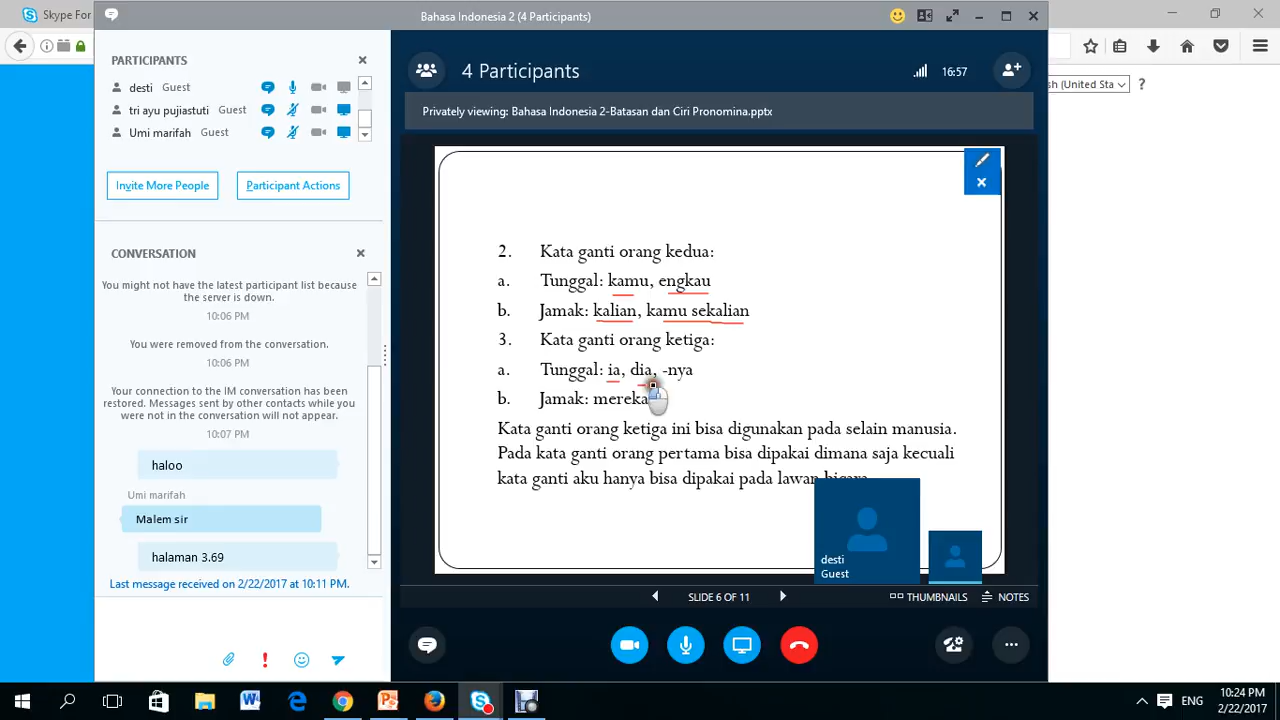 Skype For
Bahasa Indonesia 2 (4 Participants)
PARTICIPANTS
desti Guest
tri ayu pujiastuti Guest
Umi marifah Guest
Invite More People
Participant Actions
CONVERSATION
You might not have the latest participant list because
the server is down.
10:06 PM
You were removed from the conversation.
10:06 PM
Your connection to the IM conversation has been
restored. Messages sent by other contacts while you
were not in the conversation will not appear.
10:07 PM
haloo
Umi marifah
Malem sir
halaman 3.69
Last message received on 2/22/2017 at 10:11 PM.
4 Participants
16:57
Privately viewing: Bahasa Indonesia 2-Batasan dan Ciri Pronomina.pptx
2. Kata ganti orang kedua:
a. Tunggal: kamu, engkau
b. Jamak: kalian, kamu sekalian
3. Kata ganti orang ketiga:
a. Tunggal: ia, dia, -nya
b. Jamak: mereka
Kata ganti orang ketiga ini bisa digunakan pada selain manusia.
Pada kata ganti orang pertama bisa dipakai dimana saja kecuali
kata ganti aku hanya bisa dipakai pada lawan bicara
desti
Guest
SLIDE 6 OF 11
THUMBNAILS
NOTES
sh (United Sta
?
ENG
10:24 PM
2/22/2017